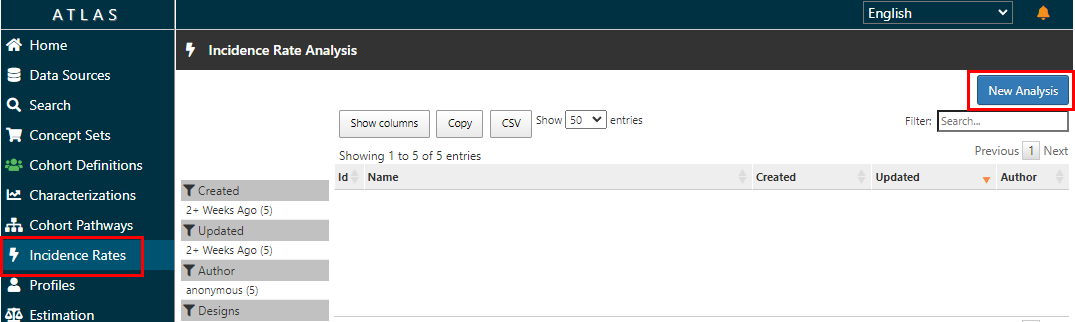 ATLAS
English
Home
Incidence Rate Analysis
Data Sources
New Analysis
Search
Show columns Copy CSV Show 50 entries Filter: Search...
Concept Sets
Showing 1 to 5 of 5 entries Previous 1 Next
Cohort Definitions
Id Name Created Updated Author
Characterizations
Created
2+ Weeks Ago (5)
Cohort Pathways
Updated
2+ Weeks Ago (5)
Incidence Rates
Author
anonymous (5)
Profiles
Designs
Estimation